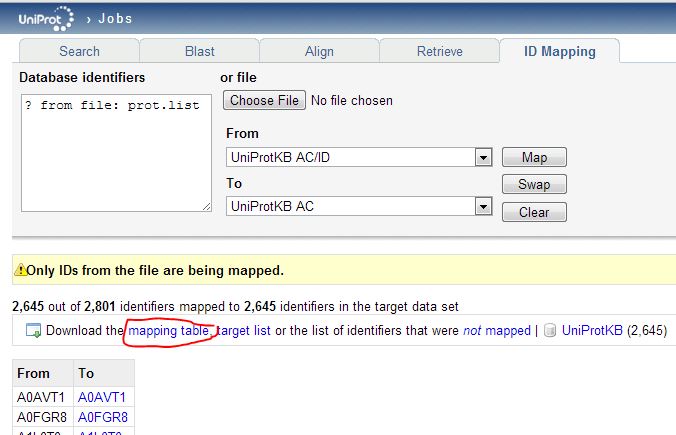 UniProt › Jobs
Search Blast Align Retrieve ID Mapping
Database identifiers or file
? from file: prot.list
Choose File No file chosen
From
UniProtKB AC/ID Map
To Swap
UniProtKB AC Clear
Only IDs from the file are being mapped.
2,645 out of 2,801 identifiers mapped to 2,645 identifiers in the target data set
Download the mapping table, target list or the list of identifiers that were not mapped | UniProtKB (2,645)
From To
A0AVT1 A0AVT1
A0FGR8 A0FGR8